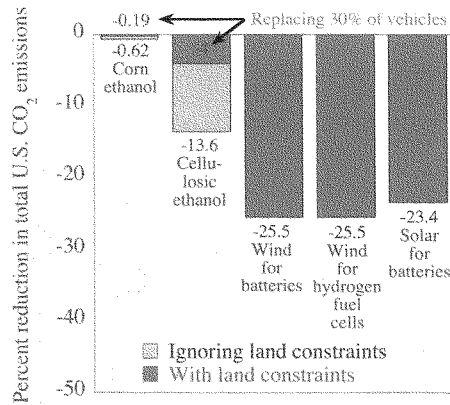 -0.19
Replacing 30% of vehicles
0
-10
-20
-30
-40
-50
Percent reduction in total U.S. CO₂ emissions
-0.62
Corn
ethanol
-13.6
Cellu-
losic
ethanol
-25.5
Wind
for
batteries
-25.5
Wind
for
hydrogen
fuel
cells
-23.4
Solar
for
batteries
Ignoring land constraints
With land constraints